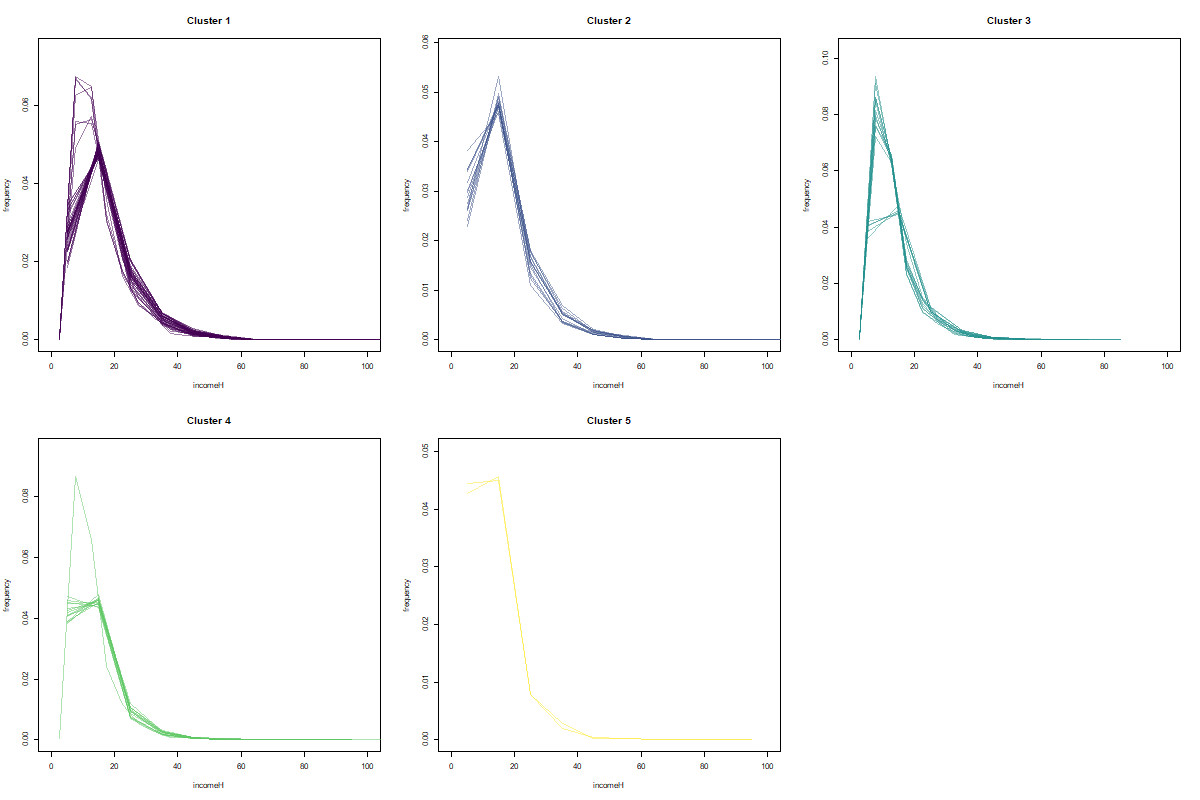 Cluster 1
frequency
0.00 0.02 0.04 0.06
0 20 40 60 80 100
incomeH
Cluster 2
frequency
0.00 0.01 0.02 0.03 0.04 0.05 0.06
0 20 40 60 80 100
incomeH
Cluster 3
frequency
0.00 0.02 0.04 0.06 0.08 0.10
0 20 40 60 80 100
incomeH
Cluster 4
frequency
0.00 0.02 0.04 0.06 0.08
0 20 40 60 80 100
incomeH
Cluster 5
frequency
0.00 0.01 0.02 0.03 0.04 0.05
0 20 40 60 80 100
incomeH